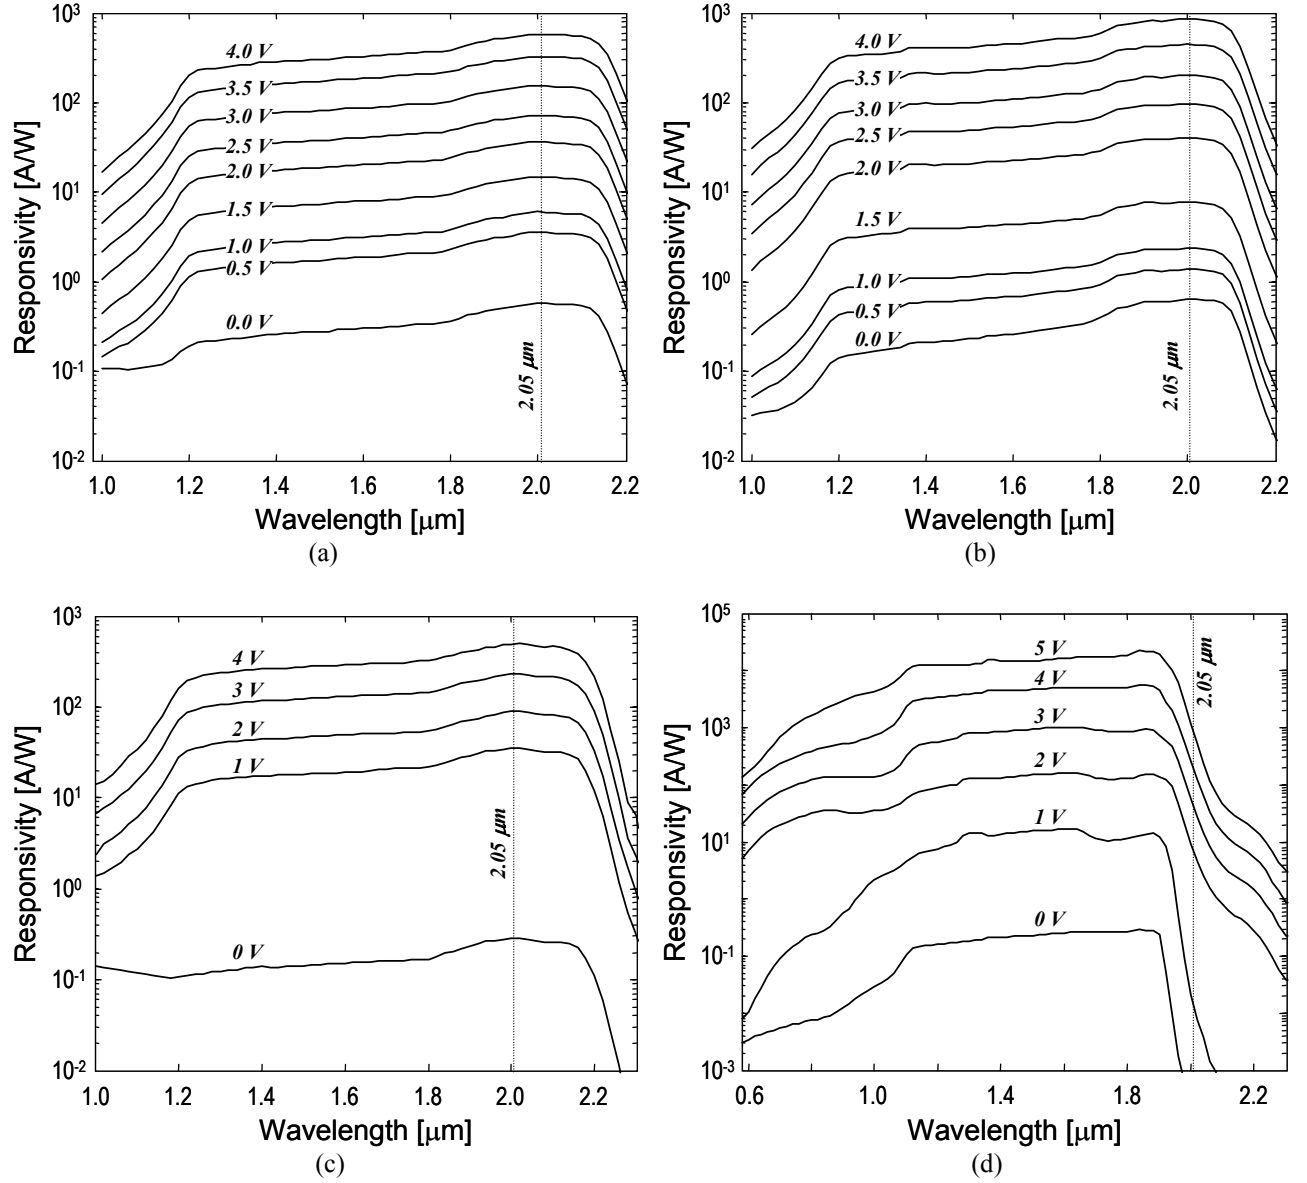 Responsivity [A/W]
10³
10²
10¹
10⁰
10⁻¹
10⁻²
4.0 V
3.5 V
3.0 V
2.5 V
2.0 V
1.5 V
1.0 V
0.5 V
0.0 V
2.05 μm
1.0 1.2 1.4 1.6 1.8 2.0 2.2
Wavelength [μm]
(a)
Responsivity [A/W]
10³
10²
10¹
10⁰
10⁻¹
10⁻²
4.0 V
3.5 V
3.0 V
2.5 V
2.0 V
1.5 V
1.0 V
0.5 V
0.0 V
2.05 μm
1.0 1.2 1.4 1.6 1.8 2.0 2.2
Wavelength [μm]
(b)
Responsivity [A/W]
10³
10²
10¹
10⁰
10⁻¹
10⁻²
4 V
3 V
2 V
1 V
0 V
2.05 μm
1.0 1.2 1.4 1.6 1.8 2.0 2.2
Wavelength [μm]
(c)
Responsivity [A/W]
10⁵
10³
10¹
10⁻¹
10⁻³
5 V
4 V
3 V
2 V
1 V
0 V
2.05 μm
0.6 1.0 1.4 1.8 2.2
Wavelength [μm]
(d)